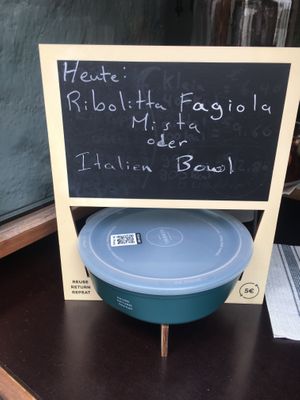 Heute:
Ribolitta Fagiola
Mista
oder
Italien Bowl
REUSE
RETURN
REPEAT
5€